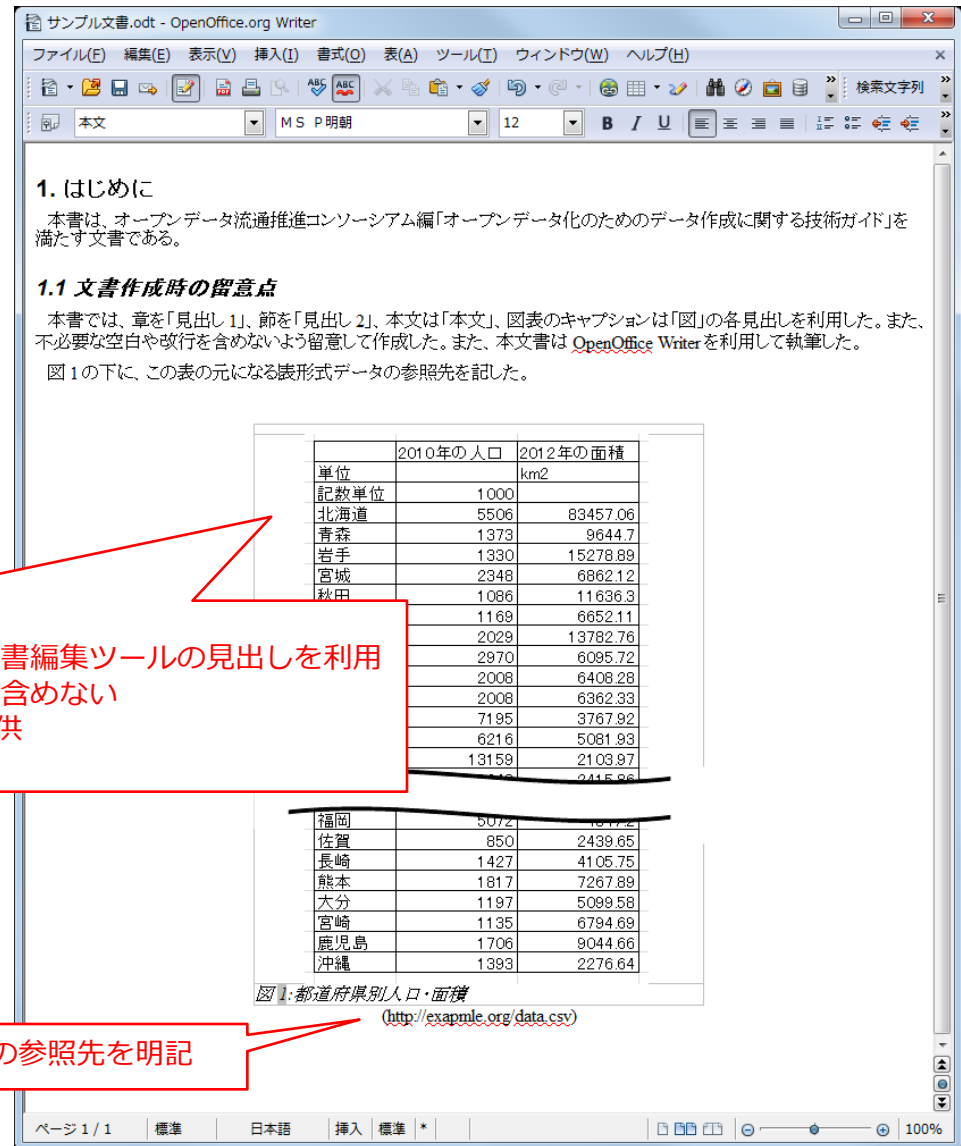 サンプル文書.odt - OpenOffice.org Writer
ファイル(F) 編集(E) 表示(V) 挿入(I) 書式(O) 表(A) ツール(T) ウィンドウ(W) ヘルプ(H)
検索文字列
本文 MS P明朝 12 B I U
1. はじめに
本書は、オープンデータ流通推進コンソーシアム編「オープンデータ化のためのデータ作成に関する技術ガイド」を
満たす文書である。
1.1 文書作成時の留意点
本書では、章を「見出し1」、節を「見出し2」、本文は「本文」、図表のキャプションは「図」の各見出しを利用した。また、
不必要な空白や改行を含めないよう留意して作成した。また、本文書は OpenOffice Writer を利用して執筆した。
図1の下に、この表の元になる表形式データの参照先を記した。
2010年の人口 2012年の面積
単位 km2
記数単位 1000
北海道 5506 83457.06
青森 1373 9644.7
岩手 1330 15278.89
宮城 2348 6862.12
秋田 1086 11636.3
1169 6652.11
2029 13782.76
2970 6095.72
2008 6408.28
2008 6362.33
7195 3767.92
6216 5081.93
13159 2103.97
2415.86
書編集ツールの見出しを利用
含めない
供
福岡 5072
佐賀 850 2439.65
長崎 1427 4105.75
熊本 1817 7267.89
大分 1197 5099.58
宮崎 1135 6794.69
鹿児島 1706 9044.66
沖縄 1393 2276.64
図 1:都道府県別人口・面積
(http://exapmle.org/data.csv)
の参照先を明記
ページ 1 / 1 標準 日本語 挿入 標準 * 100%